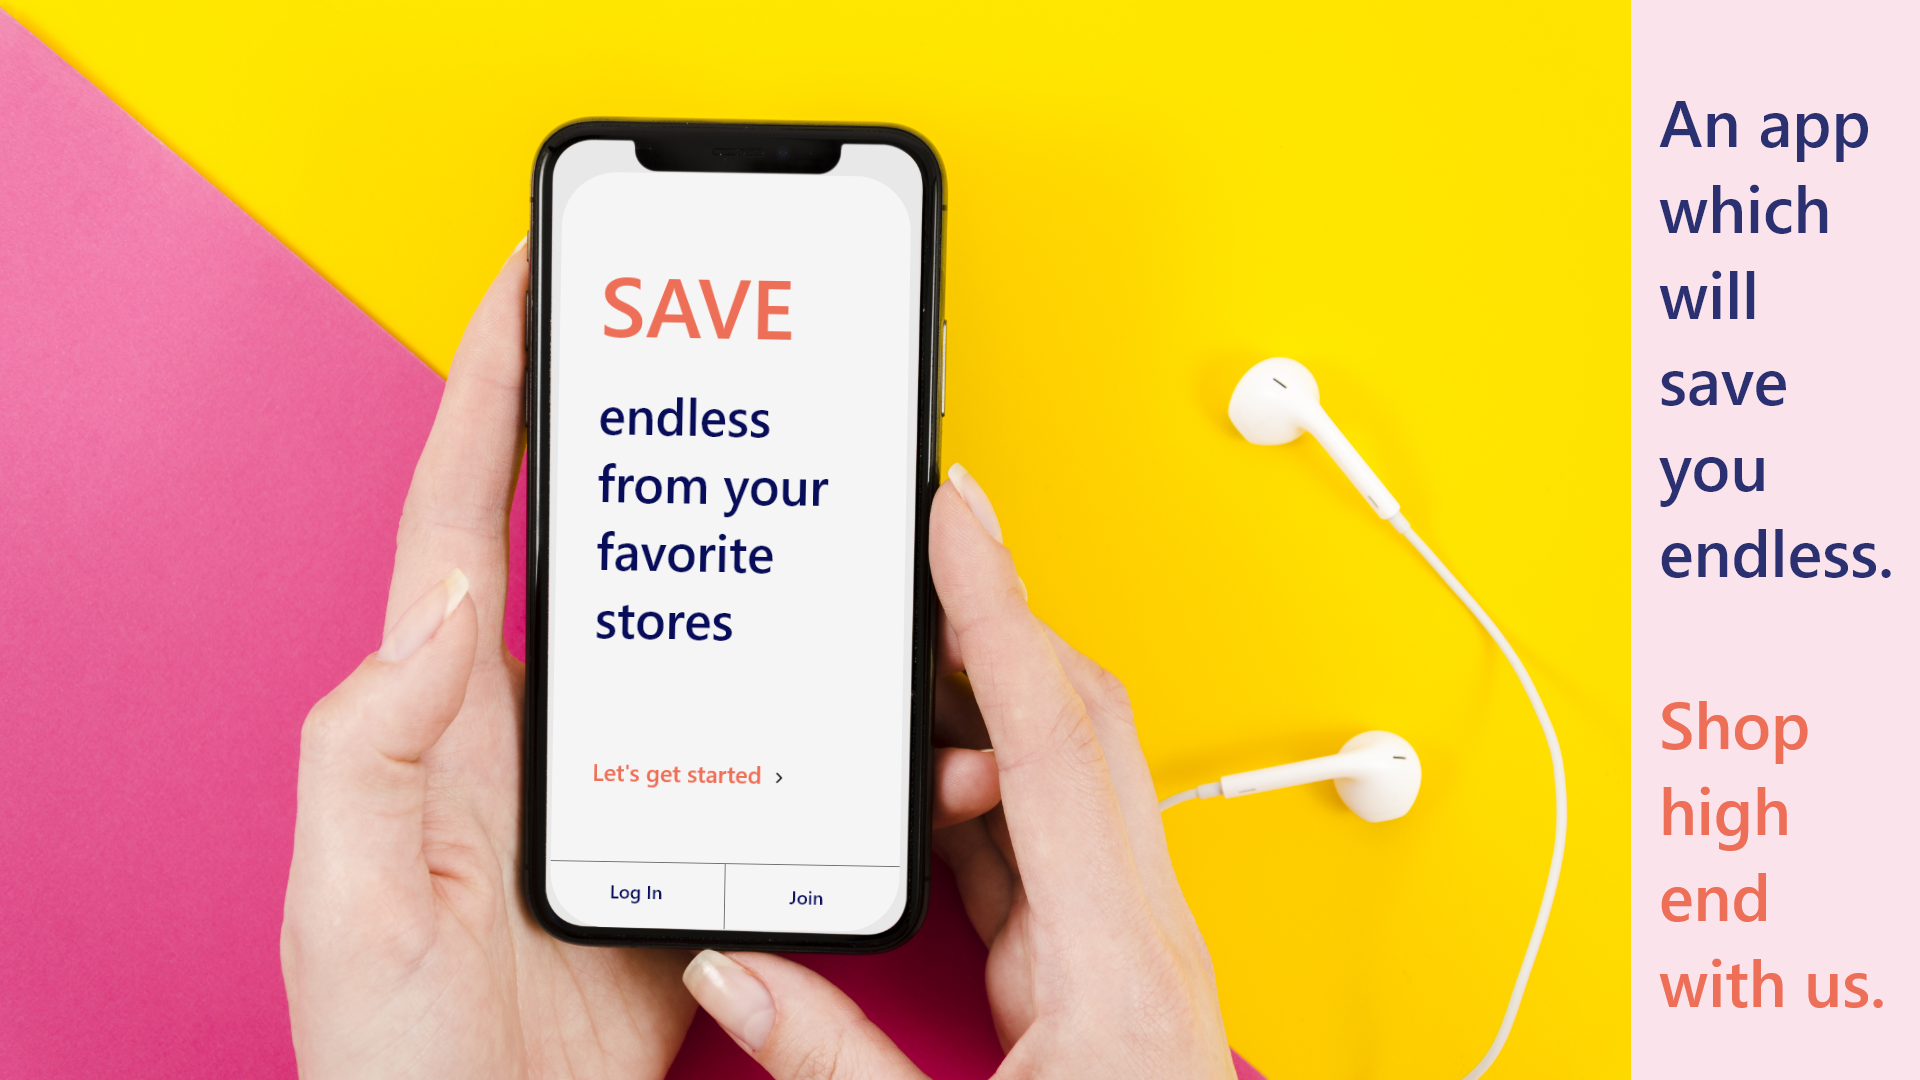 SAVE
endless
from your
favorite
stores
Let's get started ›
Log In
Join
An app
which
will
save
you
endless.
Shop
high
end
with us.